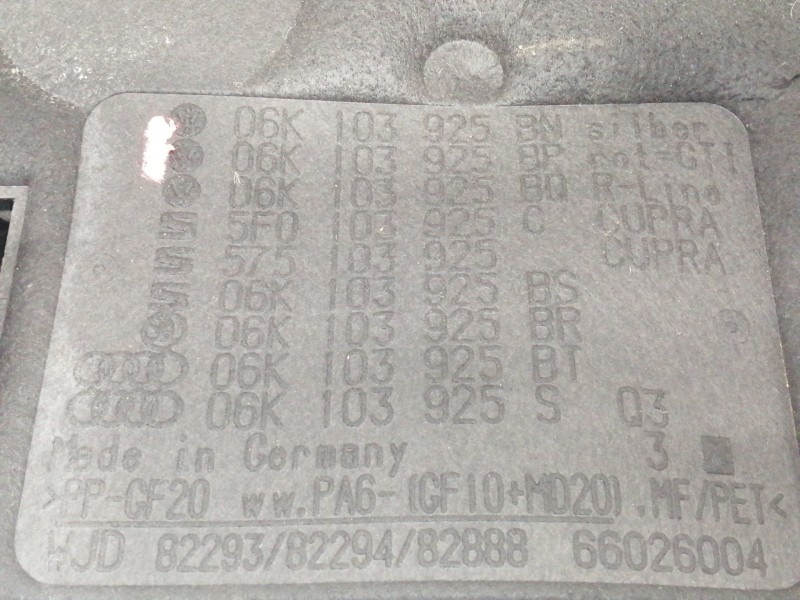 06K 103 925 BN silber
06K 103 925 BP rot-GTI
06K 103 925 BQ R-Line
5F0 103 925 C CUPRA
575 103 925 CUPRA
06K 103 925 BS
06K 103 925 BR
06K 103 925 BT
06K 103 925 S Q3
Made in Germany 3
>PP-GF20 ww.PA6-(GF10+MD20).MF/PET<
WJD 82293/82294/82888 66026004